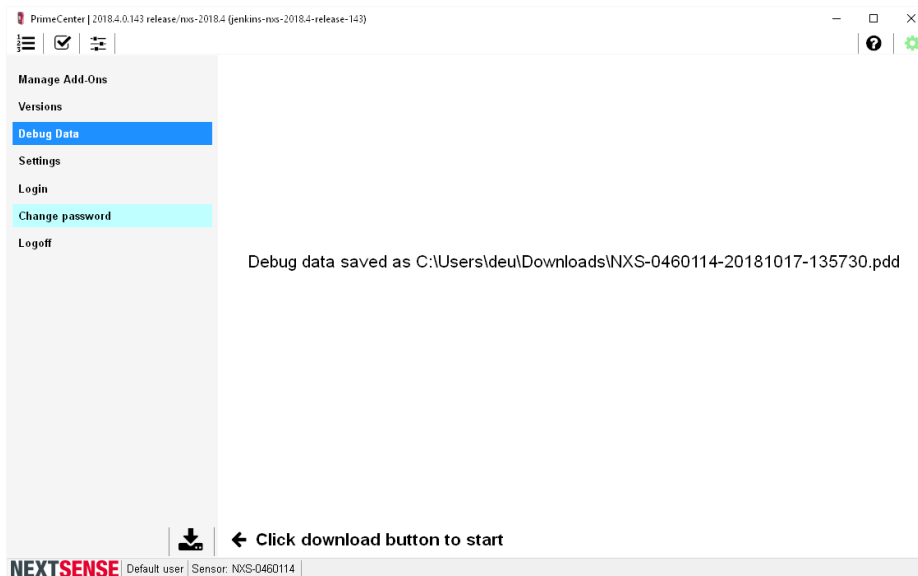 PrimeCenter | 2018.4.0.143 release/nxs-2018.4 (jenkins-nxs-2018.4-release-143)
Manage Add-Ons
Versions
Debug Data
Settings
Login
Change password
Logoff
Debug data saved as C:\Users\deu\Downloads\NXS-0460114-20181017-135730.pdd
Click download button to start
NEXTSENSE Default user Sensor: NXS-0460114